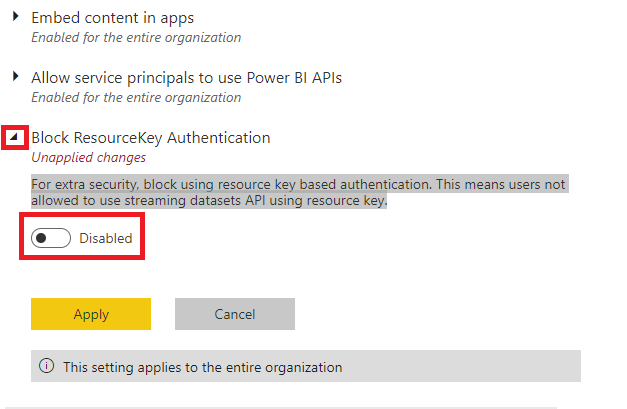 Embed content in apps
Enabled for the entire organization
Allow service principals to use Power BI APIs
Enabled for the entire organization
Block ResourceKey Authentication
Unapplied changes
For extra security, block using resource key based authentication. This means users not
allowed to use streaming datasets API using resource key.
Disabled
Apply Cancel
This setting applies to the entire organization